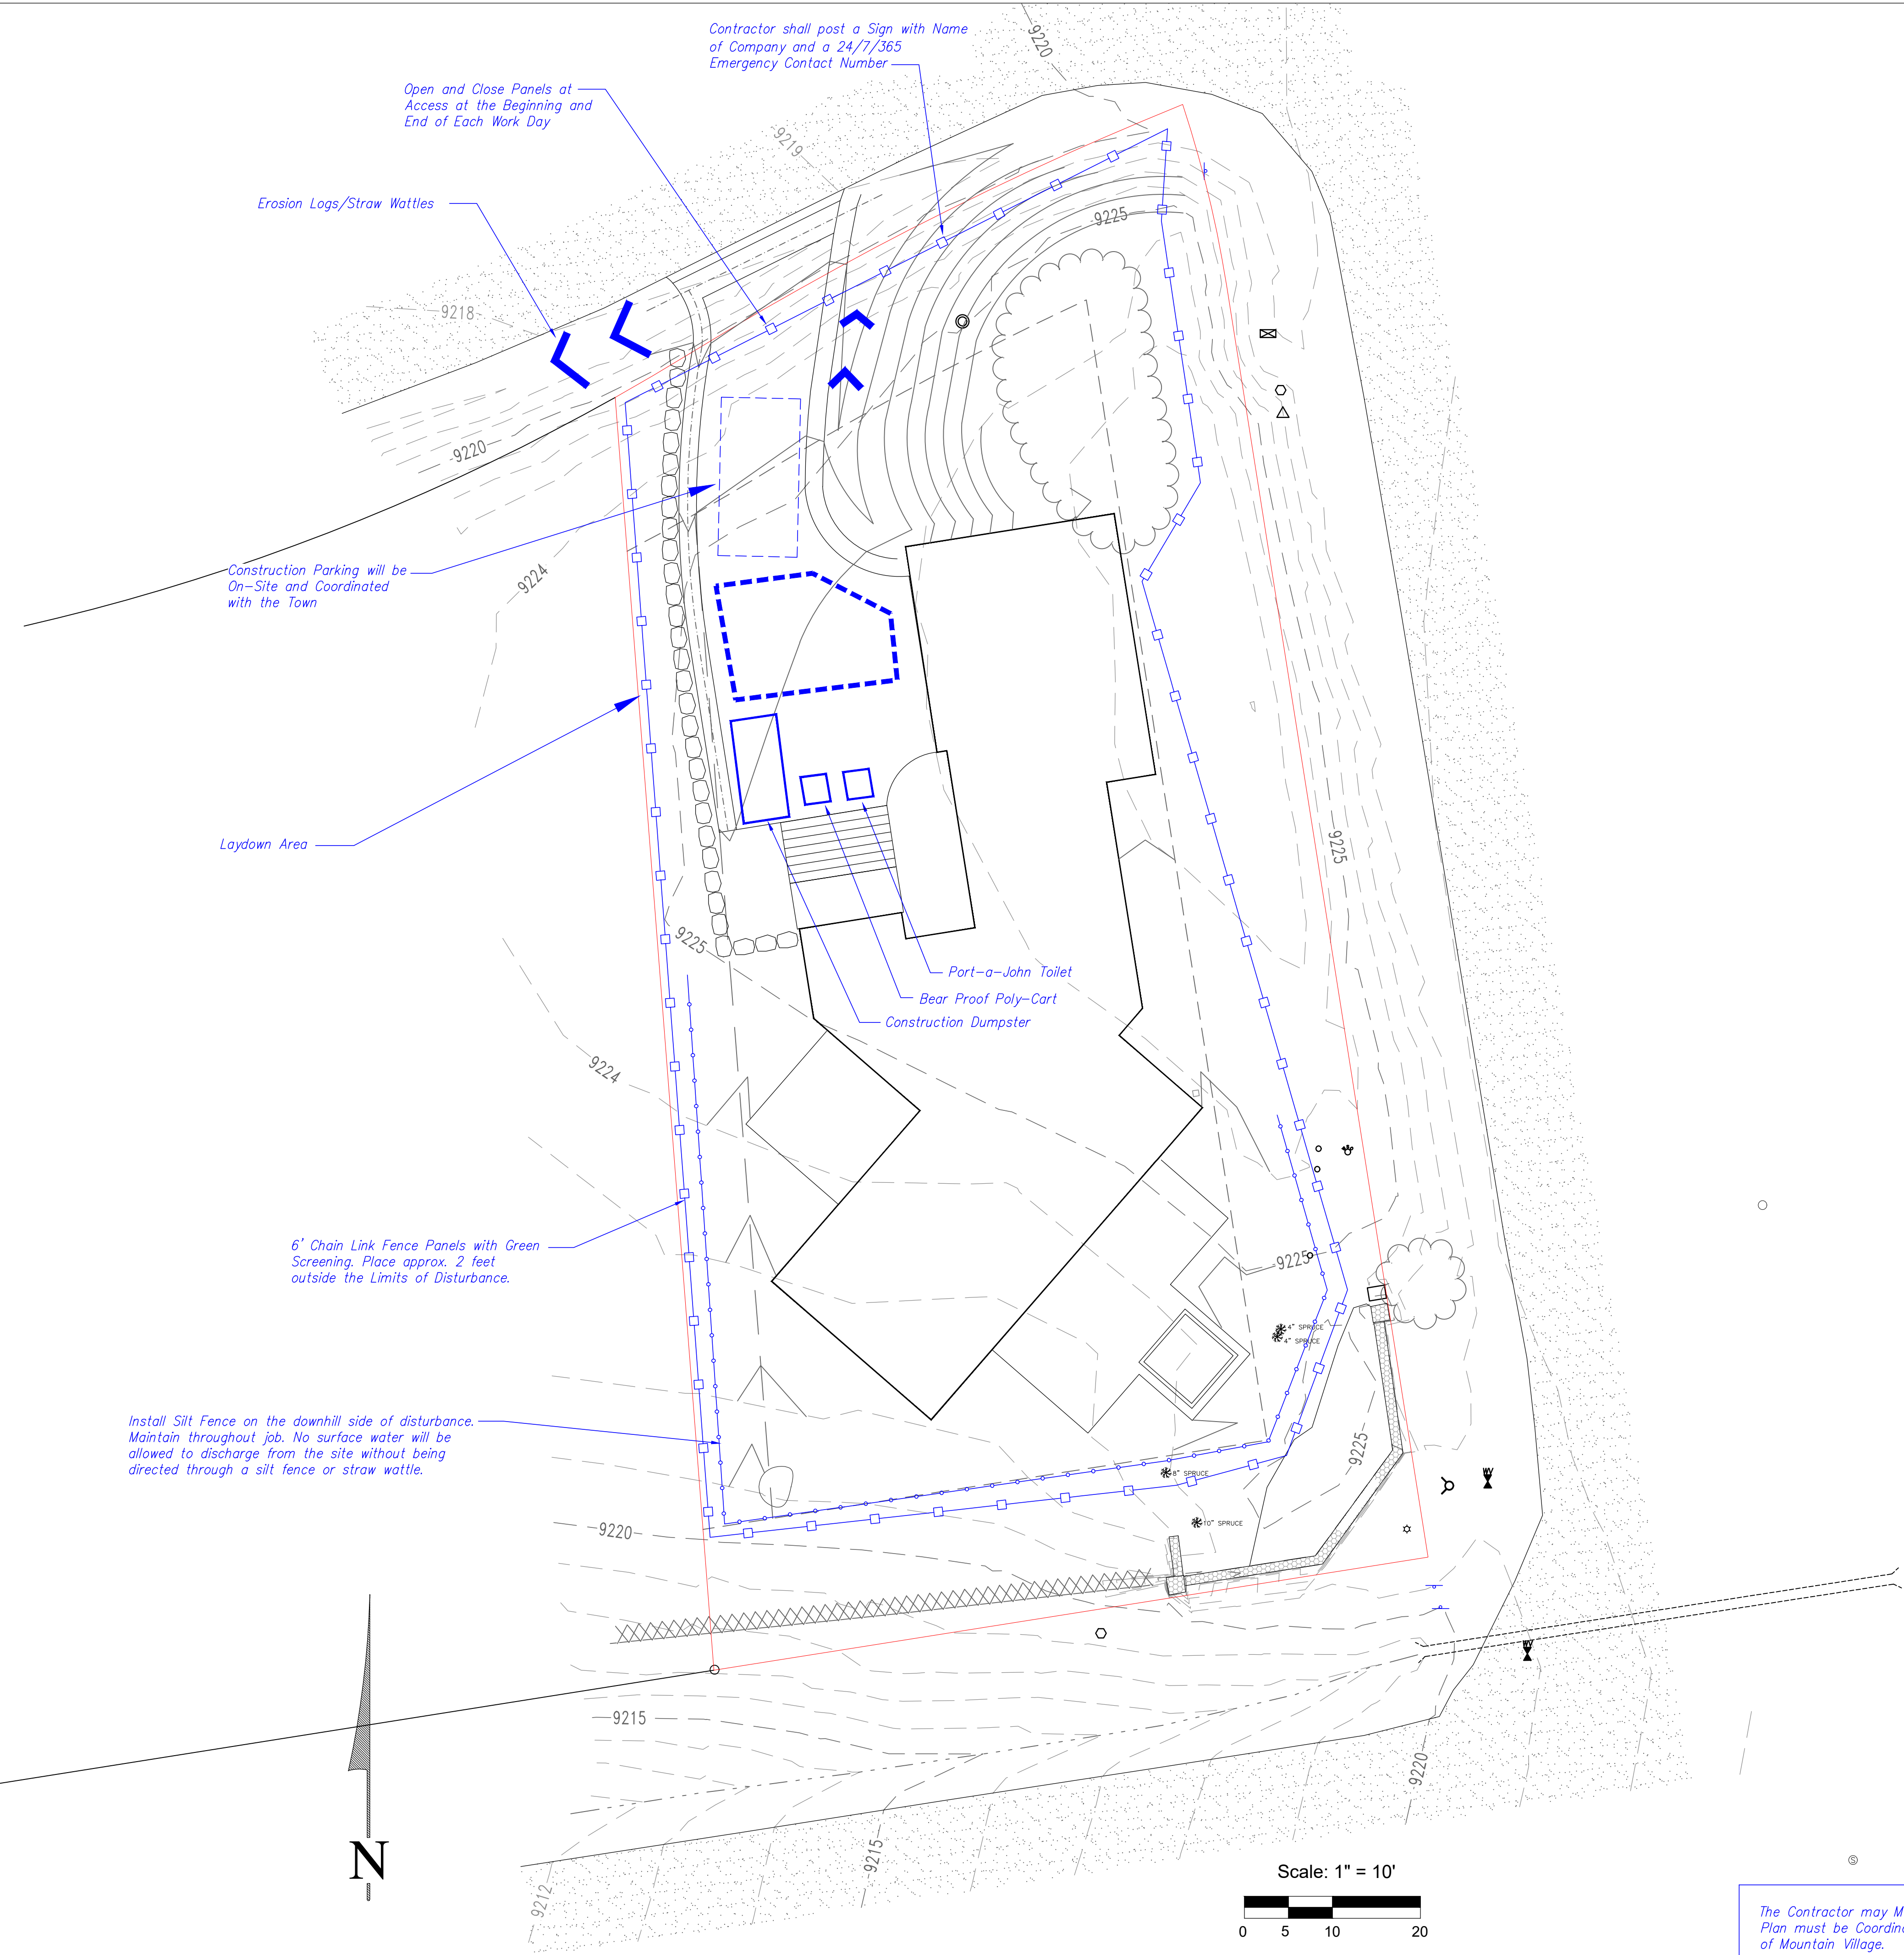 Contractor shall post a Sign with Name
of Company and a 24/7/365
Emergency Contact Number
9220
Open and Close Panels at
Access at the Beginning and
End of Each Work Day
9219
Erosion Logs/Straw Wattles
9225
9218
9220
Construction Parking will be
On-Site and Coordinated
with the Town
9224
Laydown Area
9225
9225
Port-a-John Toilet
Bear Proof Poly-Cart
Construction Dumpster
9224
6' Chain Link Fence Panels with Green
Screening. Place approx. 2 feet
outside the Limits of Disturbance.
9225
4" SPRUCE
4" SPRUCE
Install Silt Fence on the downhill side of disturbance.
Maintain throughout job. No surface water will be
allowed to discharge from the site without being
directed through a silt fence or straw wattle.
9225
8" SPRUCE
WV
10" SPRUCE
9220
WV
9215
9220
N
9215
9212
S
Scale: 1" = 10'
0 5 10 20
The Contractor may M
Plan must be Coordin
of Mountain Village.